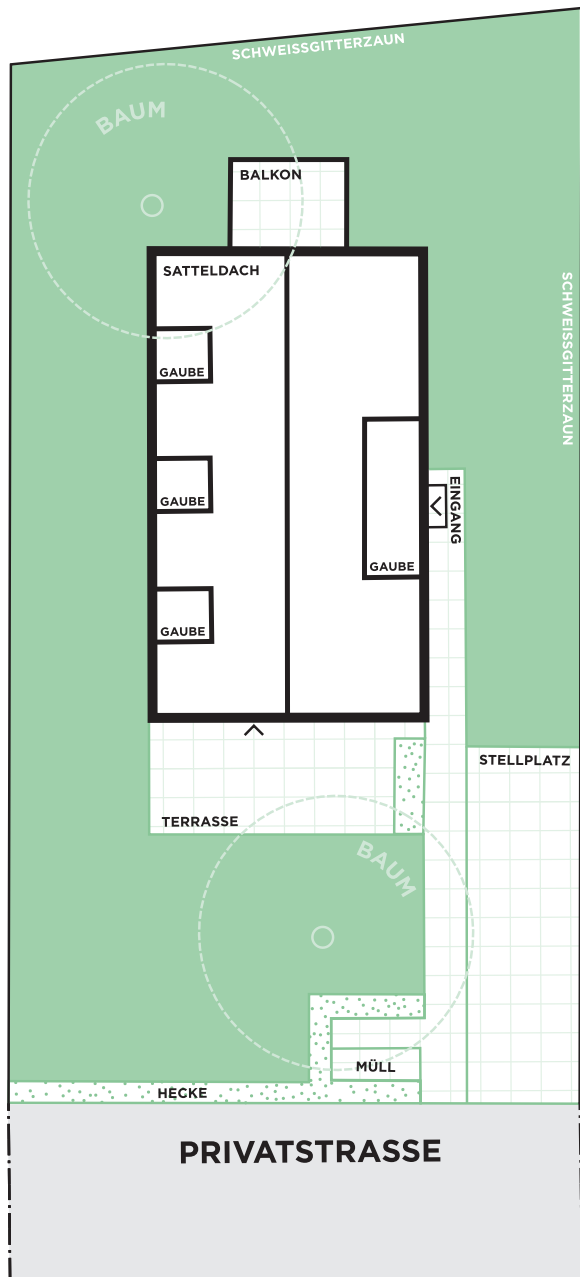 SCHWEISSGITTERZAUN
BAUM
BALKON
SATTELDACH
SCHWEISSGITTERZAUN
GAUBE
GAUBE
EINGANG
GAUBE
GAUBE
STELLPLATZ
TERRASSE
BAUM
MÜLL
HECKE
PRIVATSTRASSE